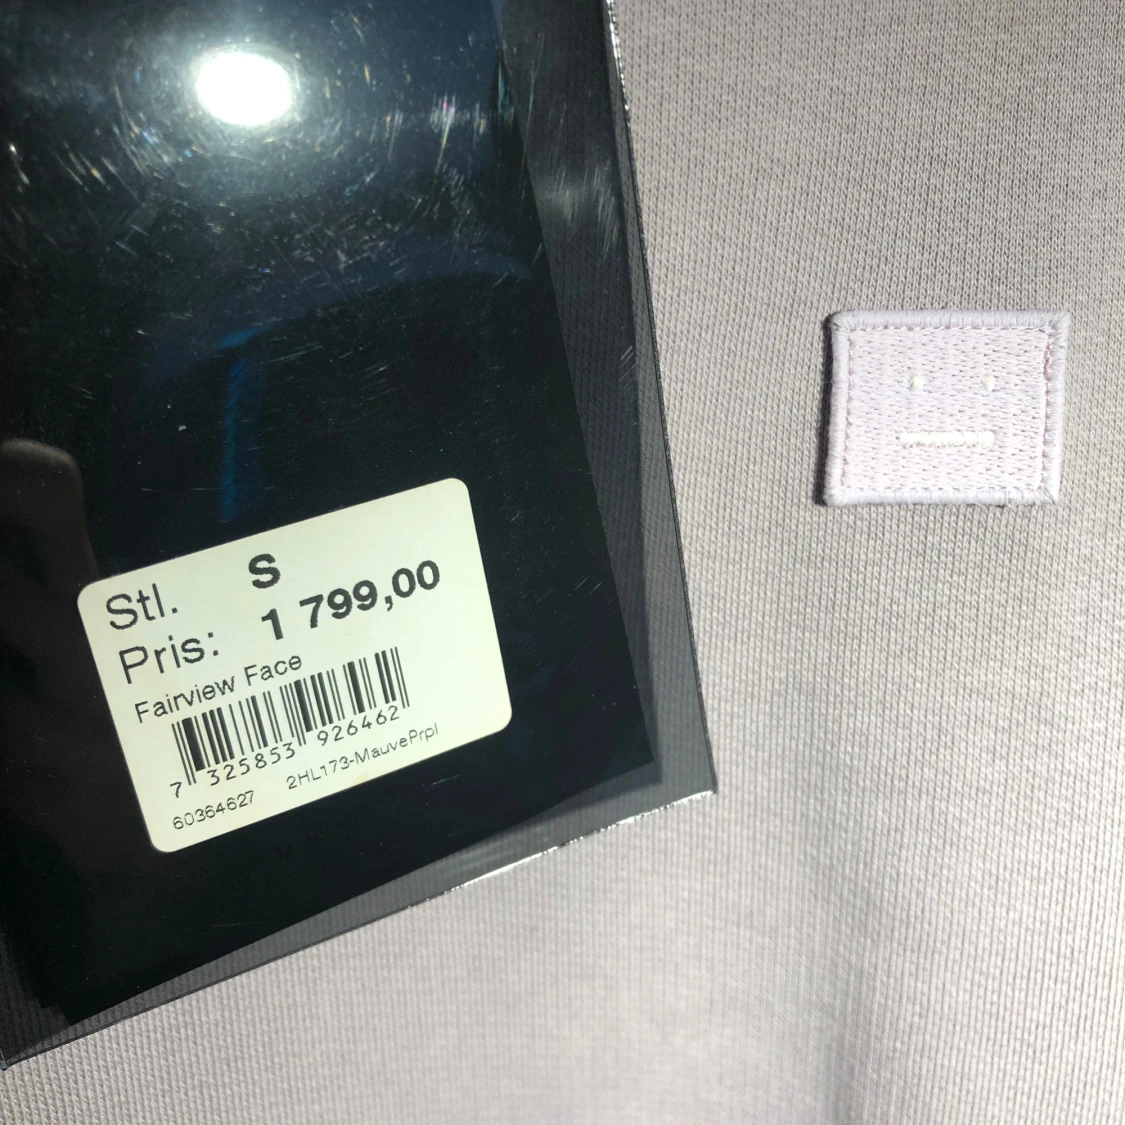 Stl. S
Pris: 1 799,00
Fairview Face
7 325853 926462
60364627 2HL173-MauvePrpl